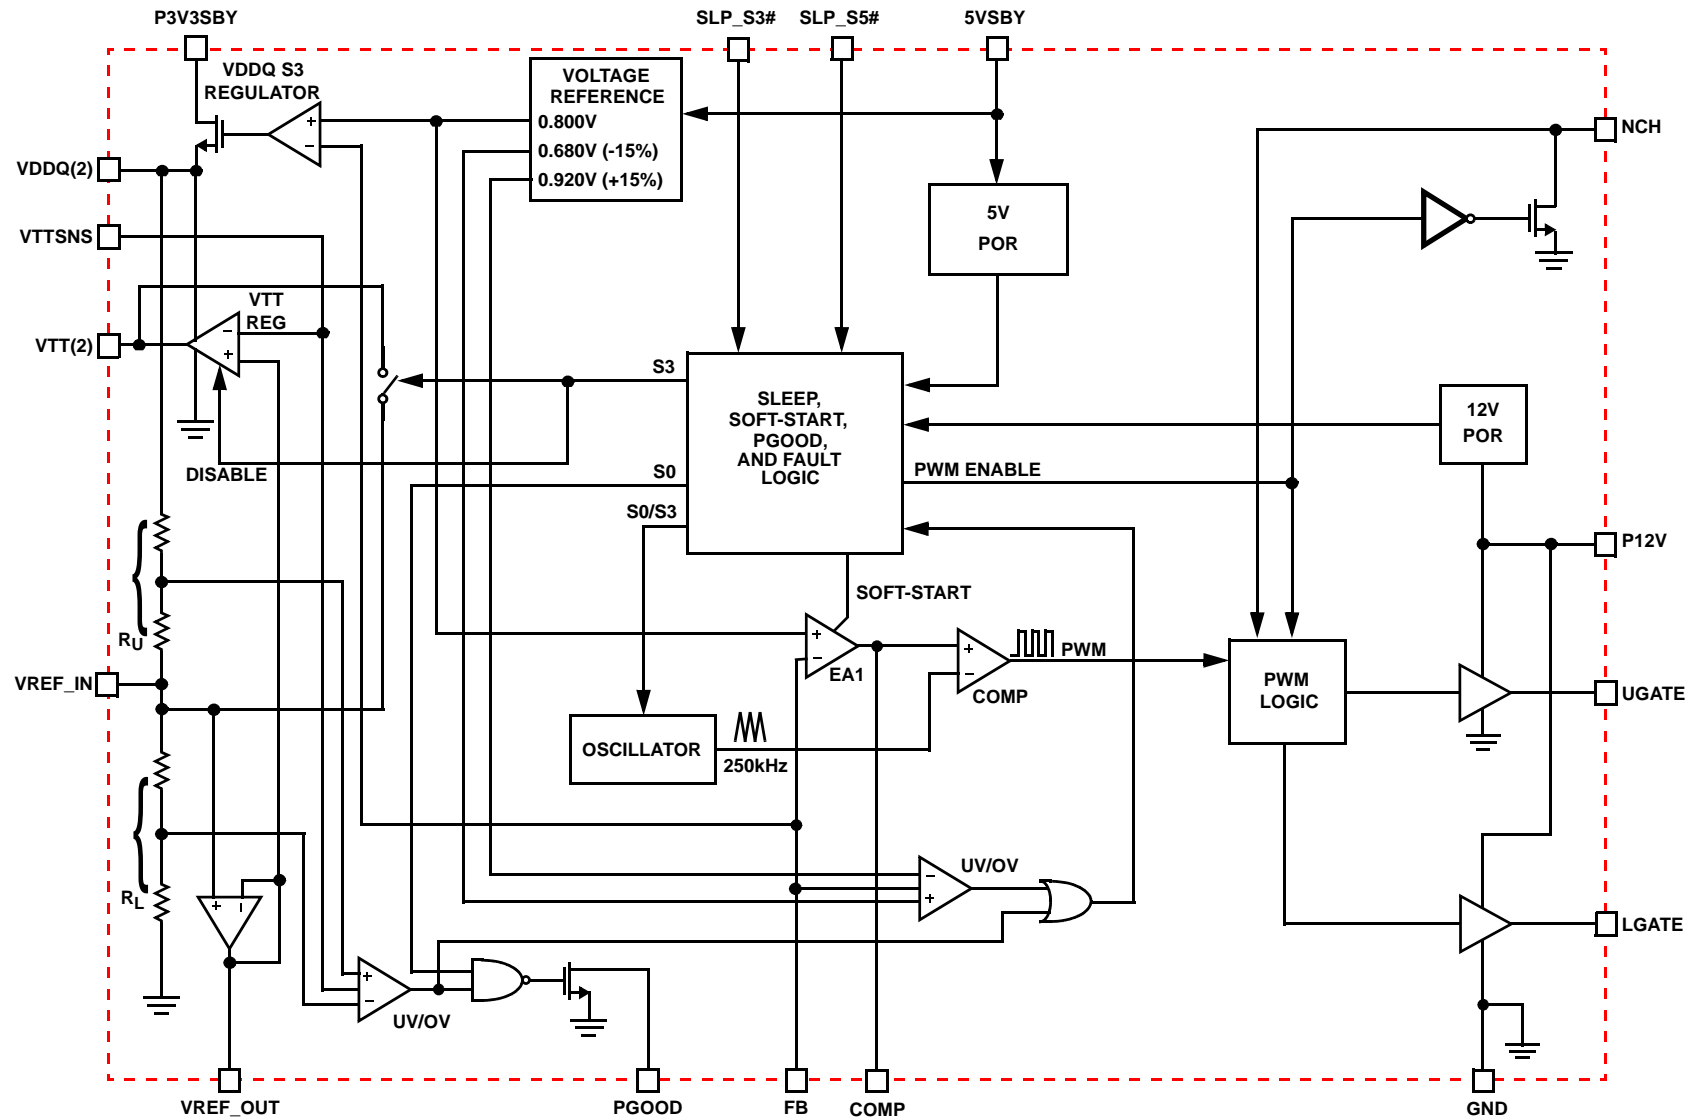 P3V3SBY
SLP_S3#
SLP_S5#
5VSBY
VDDQ S3
REGULATOR
VOLTAGE
REFERENCE
0.800V
0.680V (-15%)
0.920V (+15%)
+
−
NCH
VDDQ(2)
5V
POR
VTTSNS
VTT
REG
−
+
VTT(2)
S3
SLEEP,
SOFT-START,
PGOOD,
AND FAULT
LOGIC
12V
POR
DISABLE
S0
PWM ENABLE
S0/S3
P12V
SOFT-START
RU
+
−
EA1
+
−
COMP
PWM
VREF_IN
PWM
LOGIC
UGATE
OSCILLATOR
250kHz
RL
+
−
UV/OV
−
+
LGATE
+
−
UV/OV
VREF_OUT
PGOOD
FB
COMP
GND